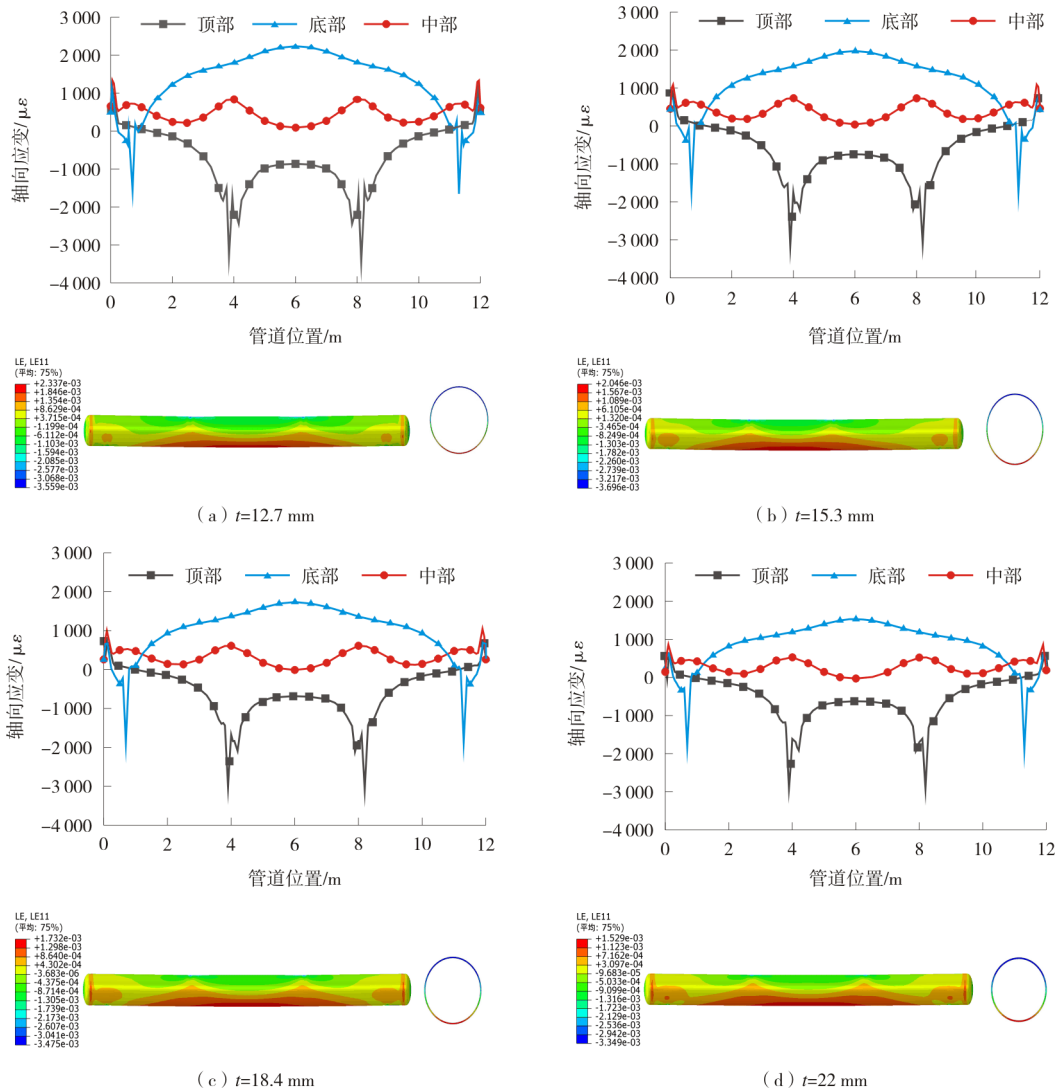 顶部 底部 中部
3 000
2 000
1 000
0
−1 000
−2 000
−3 000
−4 000
轴向应变/με
0 2 4 6 8 10 12
管道位置/m
LE, LE11
(平均: 75%)
+2.337e-03
+1.846e-03
+1.354e-03
+8.629e-04
+3.715e-04
-1.199e-04
-6.112e-04
-1.103e-03
-1.594e-03
-2.085e-03
-2.577e-03
-3.068e-03
-3.559e-03
（a）t=12.7 mm
顶部 底部 中部
3 000
2 000
1 000
0
−1 000
−2 000
−3 000
−4 000
轴向应变/με
0 2 4 6 8 10 12
管道位置/m
LE, LE11
(平均: 75%)
+2.046e-03
+1.567e-03
+1.089e-03
+6.105e-04
+1.320e-04
-3.465e-04
-8.249e-04
-1.303e-03
-1.782e-03
-2.260e-03
-2.739e-03
-3.217e-03
-3.696e-03
（b）t=15.3 mm
顶部 底部 中部
3 000
2 000
1 000
0
−1 000
−2 000
−3 000
−4 000
轴向应变/με
0 2 4 6 8 10 12
管道位置/m
LE, LE11
(平均: 75%)
+1.732e-03
+1.298e-03
+8.640e-04
+4.302e-04
-3.683e-06
-4.375e-04
-8.714e-04
-1.305e-03
-1.739e-03
-2.173e-03
-2.607e-03
-3.041e-03
-3.475e-03
（c）t=18.4 mm
顶部 底部 中部
3 000
2 000
1 000
0
−1 000
−2 000
−3 000
−4 000
轴向应变/με
0 2 4 6 8 10 12
管道位置/m
LE, LE11
(平均: 75%)
+1.529e-03
+1.123e-03
+7.162e-04
+3.097e-04
-9.683e-05
-5.033e-04
-9.099e-04
-1.316e-03
-1.723e-03
-2.129e-03
-2.536e-03
-2.942e-03
-3.349e-03
（d）t=22 mm